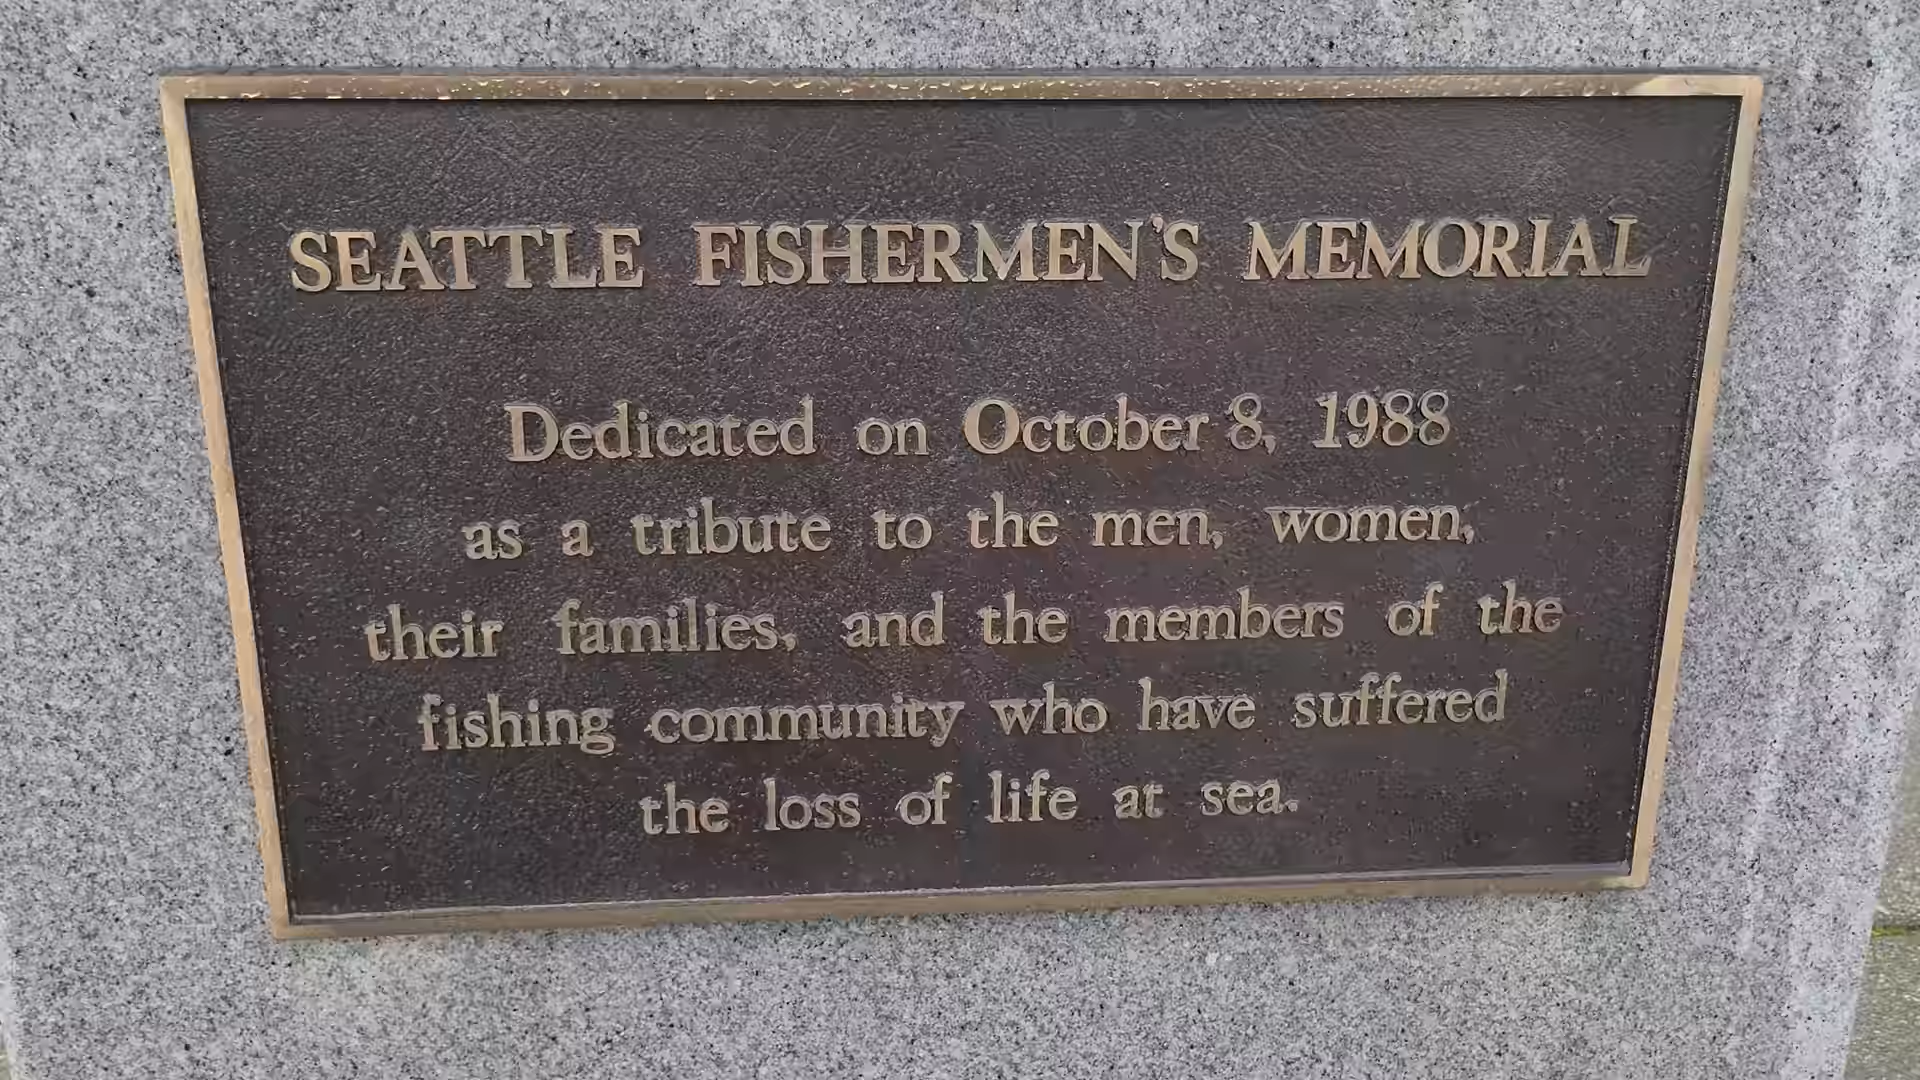 SEATTLE FISHERMEN'S MEMORIAL
Dedicated on October 8, 1988
as a tribute to the men, women,
their families, and the members of the
fishing community who have suffered
the loss of life at sea.